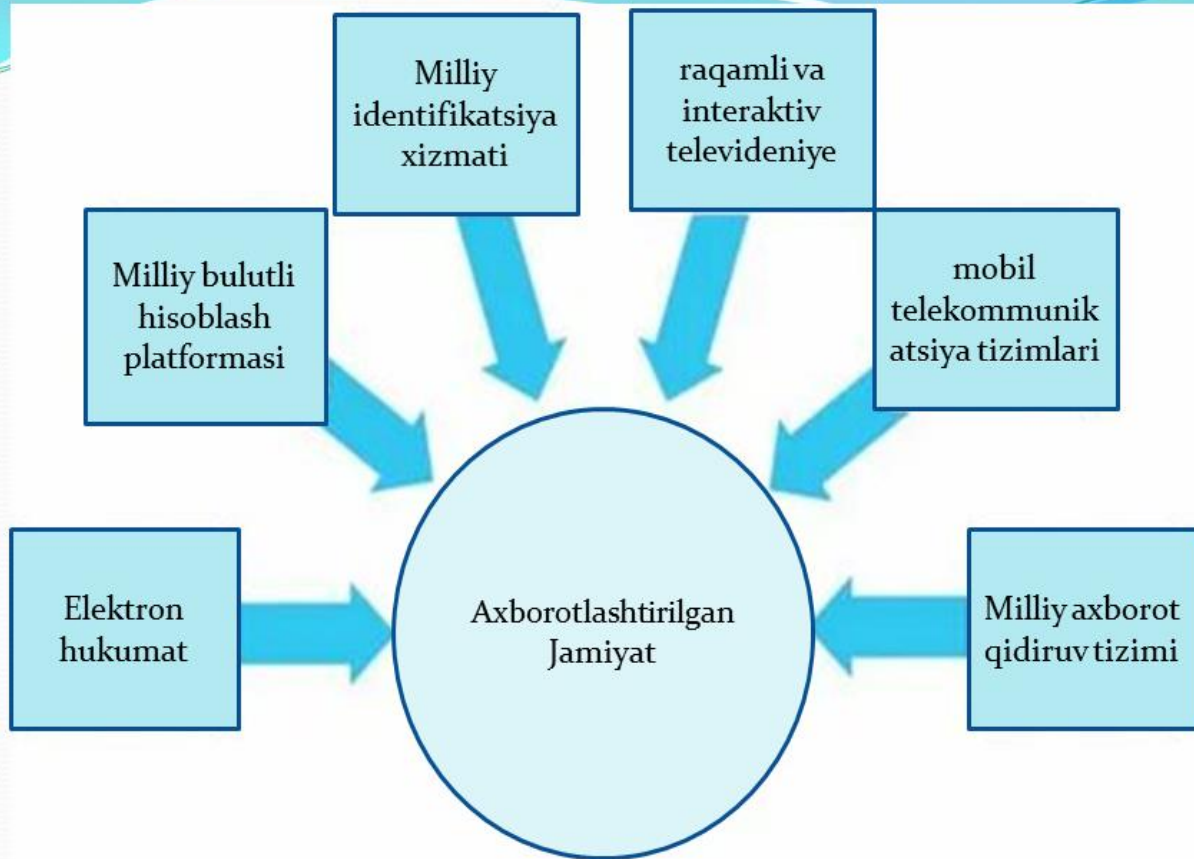 Milliy
identifikatsiya
xizmati
raqamli va
interaktiv
televideniye
Milliy bulutli
hisoblash
platformasi
mobil
telekommunik
atsiya tizimlari
Elektron
hukumat
Axborotlashtirilgan
Jamiyat
Milliy axborot
qidiruv tizimi